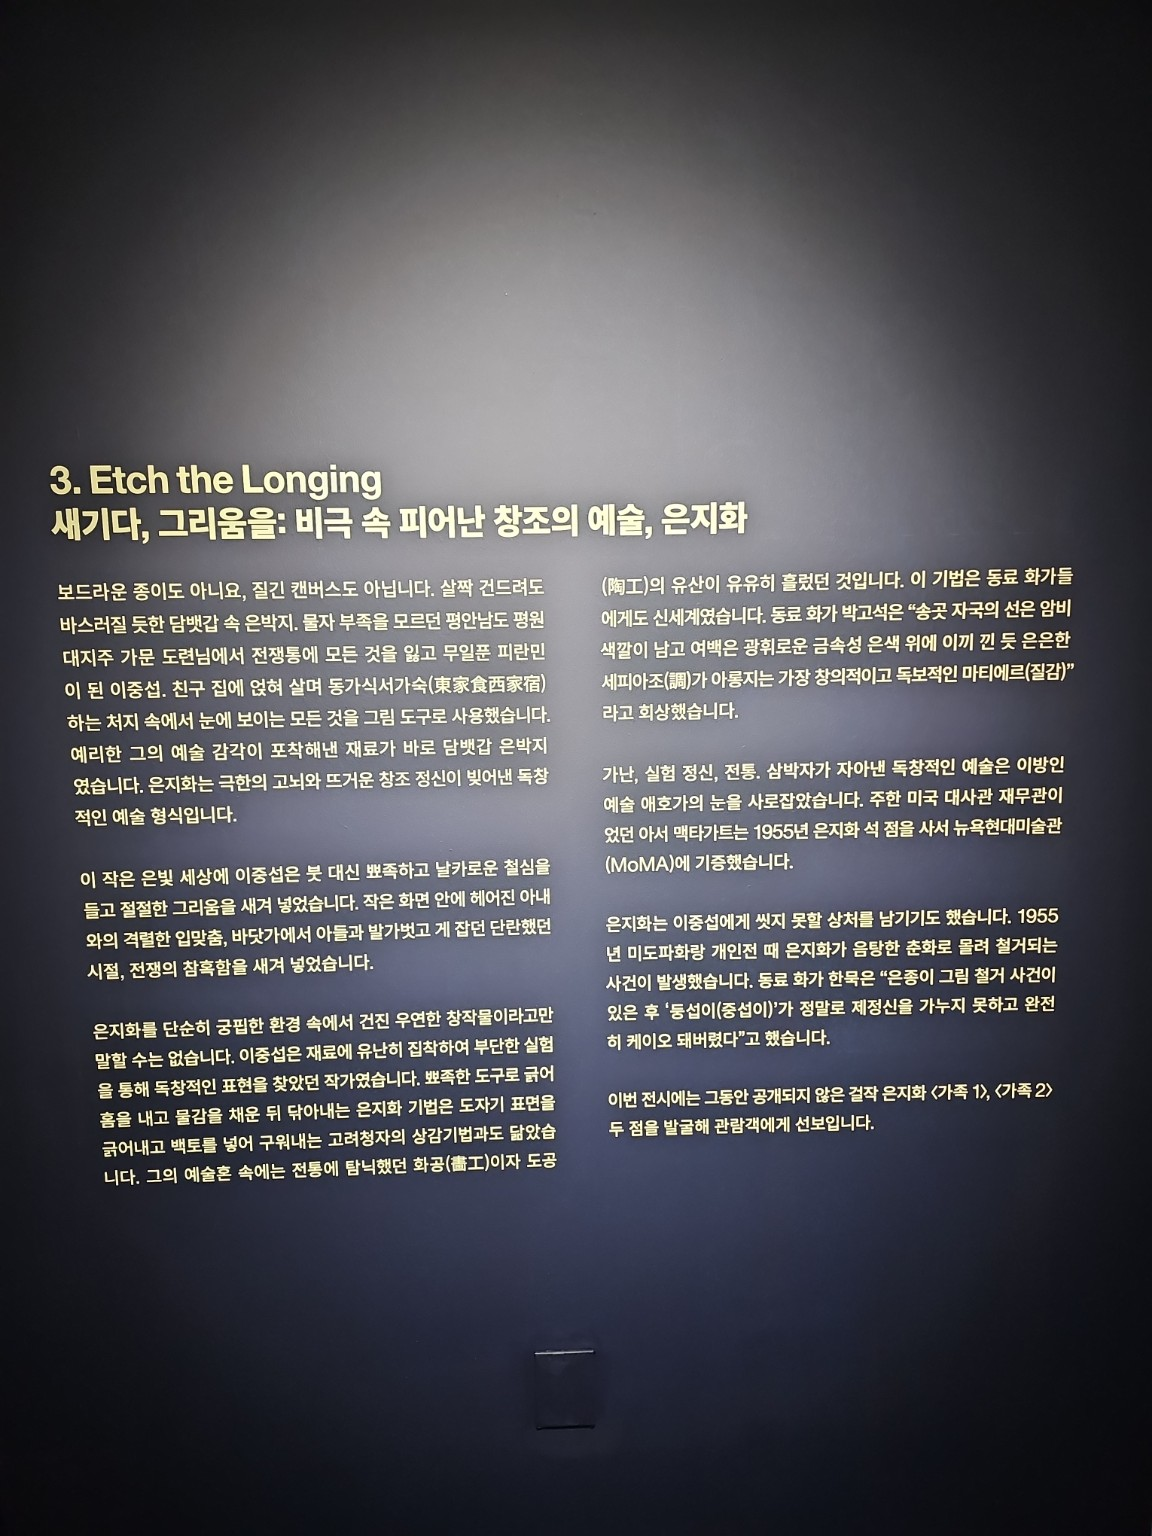 3. Etch the Longing
새기다, 그리움을: 비극 속 피어난 창조의 예술, 은지화
보드라운 종이도 아니요, 질긴 캔버스도 아닙니다. 살짝 건드려도
바스러질 듯한 담뱃갑 속 은박지. 물자 부족을 모르던 평안남도 평원
대지주 가문 도련님에서 전쟁통에 모든 것을 잃고 무일푼 피란민
이 된 이중섭. 친구 집에 얹혀 살며 동가식서가숙(東家食西家宿)
하는 처지 속에서 눈에 보이는 모든 것을 그림 도구로 사용했습니다.
예리한 그의 예술 감각이 포착해낸 재료가 바로 담뱃갑 은박지
였습니다. 은지화는 극한의 고뇌와 뜨거운 창조 정신이 빚어낸 독창
적인 예술 형식입니다.
이 작은 은빛 세상에 이중섭은 붓 대신 뾰족하고 날카로운 철심을
들고 절절한 그리움을 새겨 넣었습니다. 작은 화면 안에 헤어진 아내
와의 격렬한 입맞춤, 바닷가에서 아들과 발가벗고 게 잡던 단란했던
시절, 전쟁의 참혹함을 새겨 넣었습니다.
은지화를 단순히 궁핍한 환경 속에서 건진 우연한 창작물이라고만
말할 수는 없습니다. 이중섭은 재료에 유난히 집착하여 부단한 실험
을 통해 독창적인 표현을 찾았던 작가였습니다. 뾰족한 도구로 긁어
홈을 내고 물감을 채운 뒤 닦아내는 은지화 기법은 도자기 표면을
긁어내고 백토를 넣어 구워내는 고려청자의 상감기법과도 닮았습
니다. 그의 예술혼 속에는 전통에 탐닉했던 화공(畵工)이자 도공
(陶工)의 유산이 유유히 흘렀던 것입니다. 이 기법은 동료 화가들
에게도 신세계였습니다. 동료 화가 박고석은 “송곳 자국의 선은 암비
색깔이 남고 여백은 광휘로운 금속성 은색 위에 이끼 낀 듯 은은한
세피아조(調)가 아롱지는 가장 창의적이고 독보적인 마티에르(질감)”
라고 회상했습니다.
가난, 실험 정신, 전통. 삼박자가 자아낸 독창적인 예술은 이방인
예술 애호가의 눈을 사로잡았습니다. 주한 미국 대사관 재무관이
었던 아서 맥타가트는 1955년 은지화 석 점을 사서 뉴욕현대미술관
(MoMA)에 기증했습니다.
은지화는 이중섭에게 씻지 못할 상처를 남기기도 했습니다. 1955
년 미도파화랑 개인전 때 은지화가 음탕한 춘화로 몰려 철거되는
사건이 발생했습니다. 동료 화가 한묵은 “은종이 그림 철거 사건이
있은 후 ‘둥섭이(중섭이)’가 정말로 제정신을 가누지 못하고 완전
히 케이오 돼버렸다”고 했습니다.
이번 전시에는 그동안 공개되지 않은 걸작 은지화 〈가족 1〉, 〈가족 2〉
두 점을 발굴해 관람객에게 선보입니다.